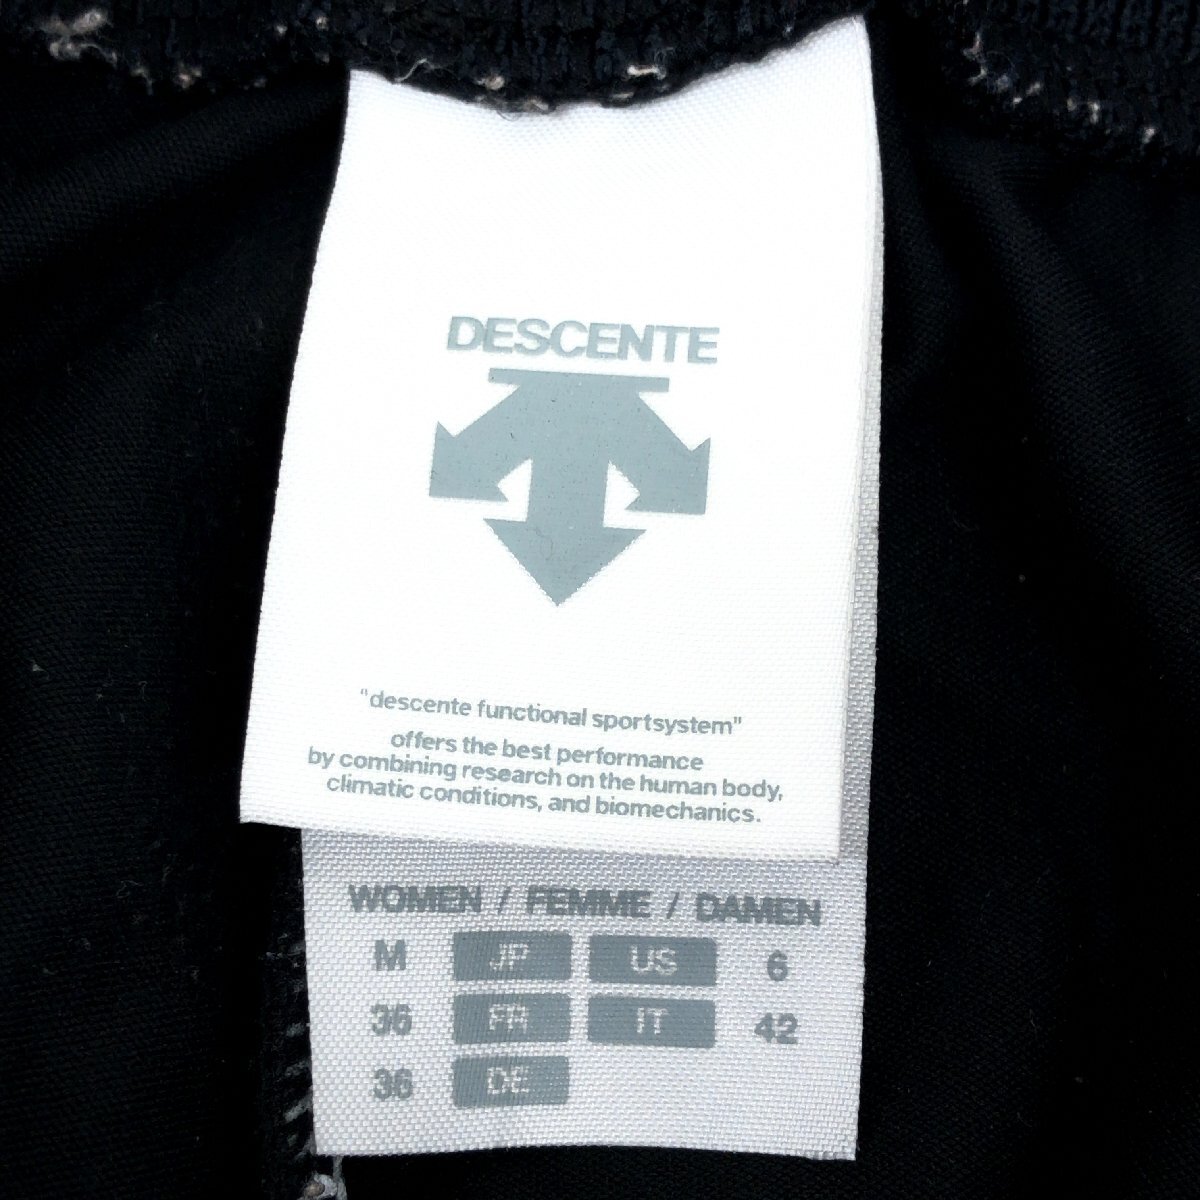 DESCENTE
"descente functional sportsystem"
offers the best performance
by combining research on the human body,
climatic conditions, and biomechanics.
WOMEN / FEMME / DAMEN
M JP US 6
36 FR IT 42
36 DE